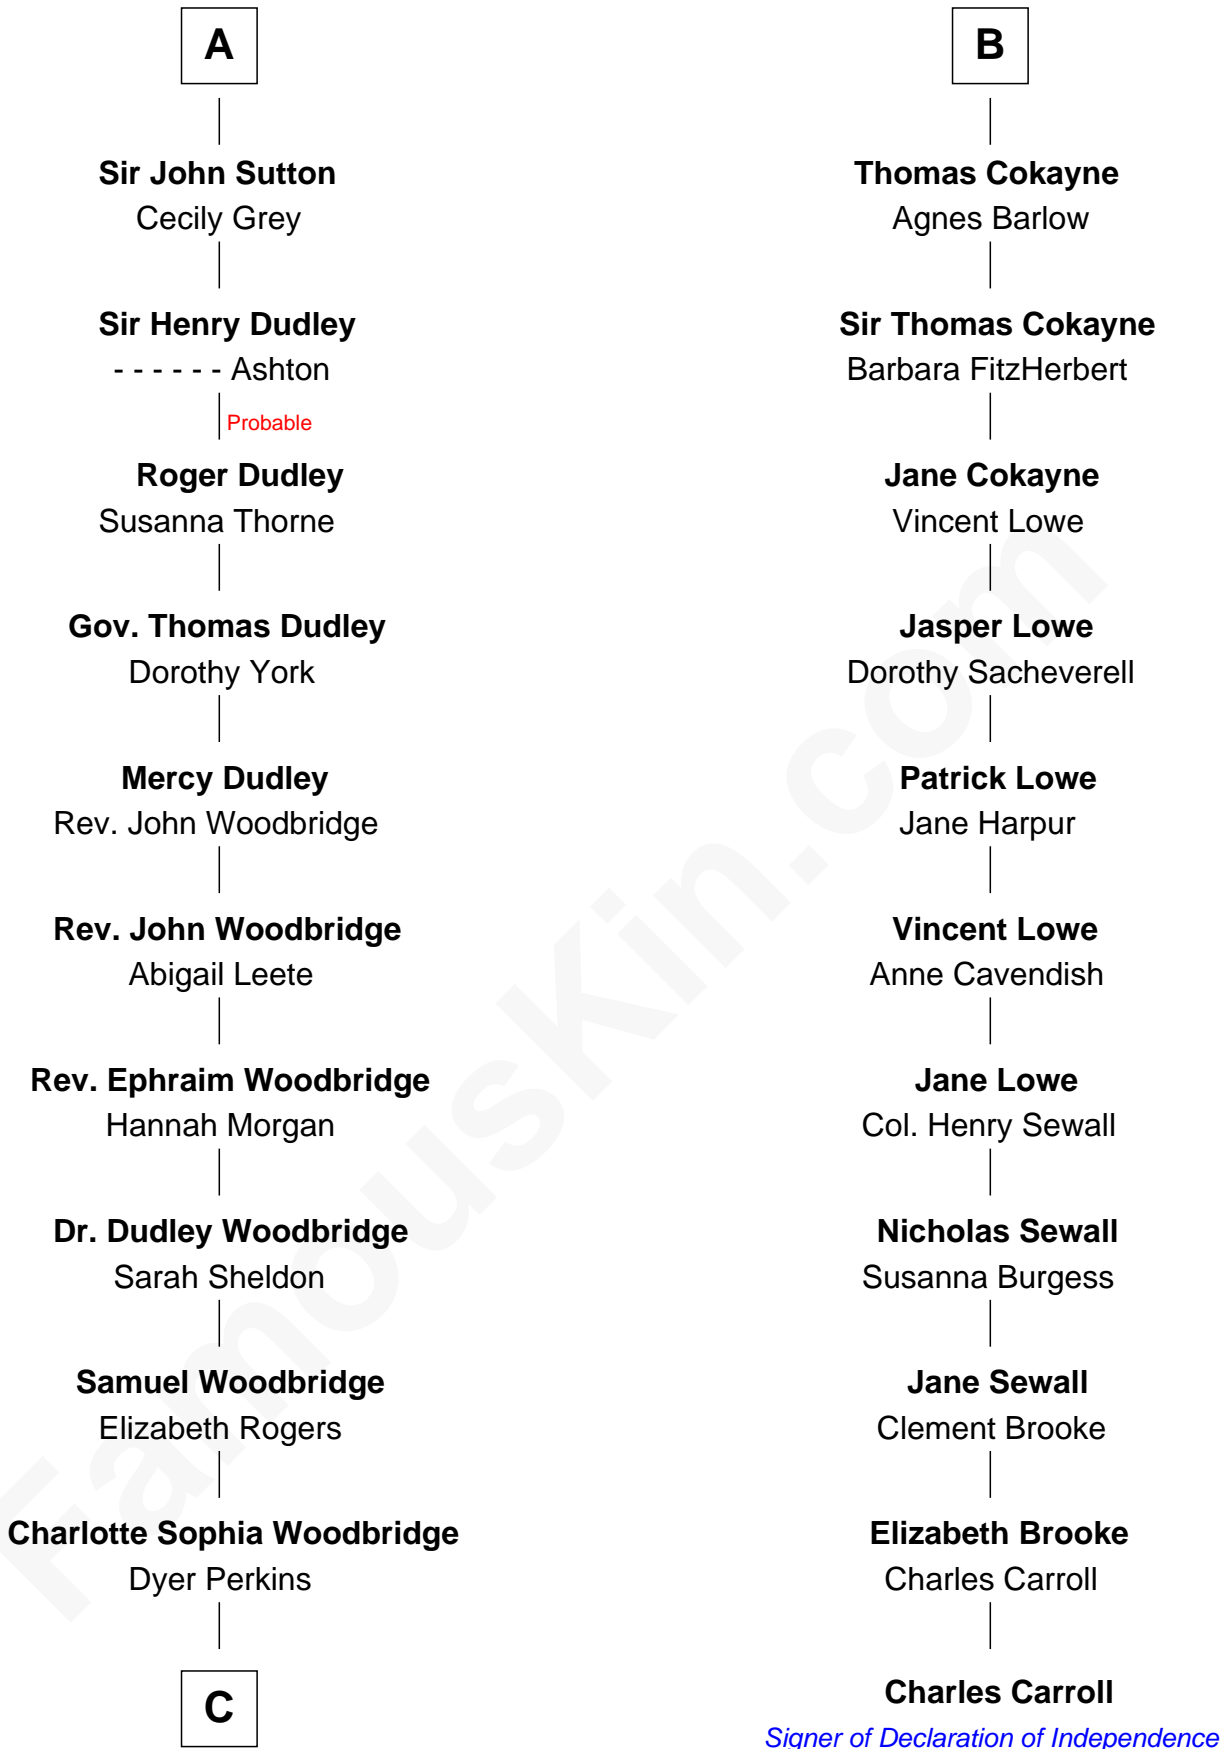 A
Sir John Sutton
Cecily Grey
Sir Henry Dudley
- - - - - - Ashton
Probable
Roger Dudley
Susanna Thorne
Gov. Thomas Dudley
Dorothy York
Mercy Dudley
Rev. John Woodbridge
Rev. John Woodbridge
Abigail Leete
Rev. Ephraim Woodbridge
Hannah Morgan
Dr. Dudley Woodbridge
Sarah Sheldon
Samuel Woodbridge
Elizabeth Rogers
Charlotte Sophia Woodbridge
Dyer Perkins
C
B
Thomas Cokayne
Agnes Barlow
Sir Thomas Cokayne
Barbara FitzHerbert
Jane Cokayne
Vincent Lowe
Jasper Lowe
Dorothy Sacheverell
Patrick Lowe
Jane Harpur
Vincent Lowe
Anne Cavendish
Jane Lowe
Col. Henry Sewall
Nicholas Sewall
Susanna Burgess
Jane Sewall
Clement Brooke
Elizabeth Brooke
Charles Carroll
Charles Carroll
Signer of Declaration of Independence
FamousKin.com